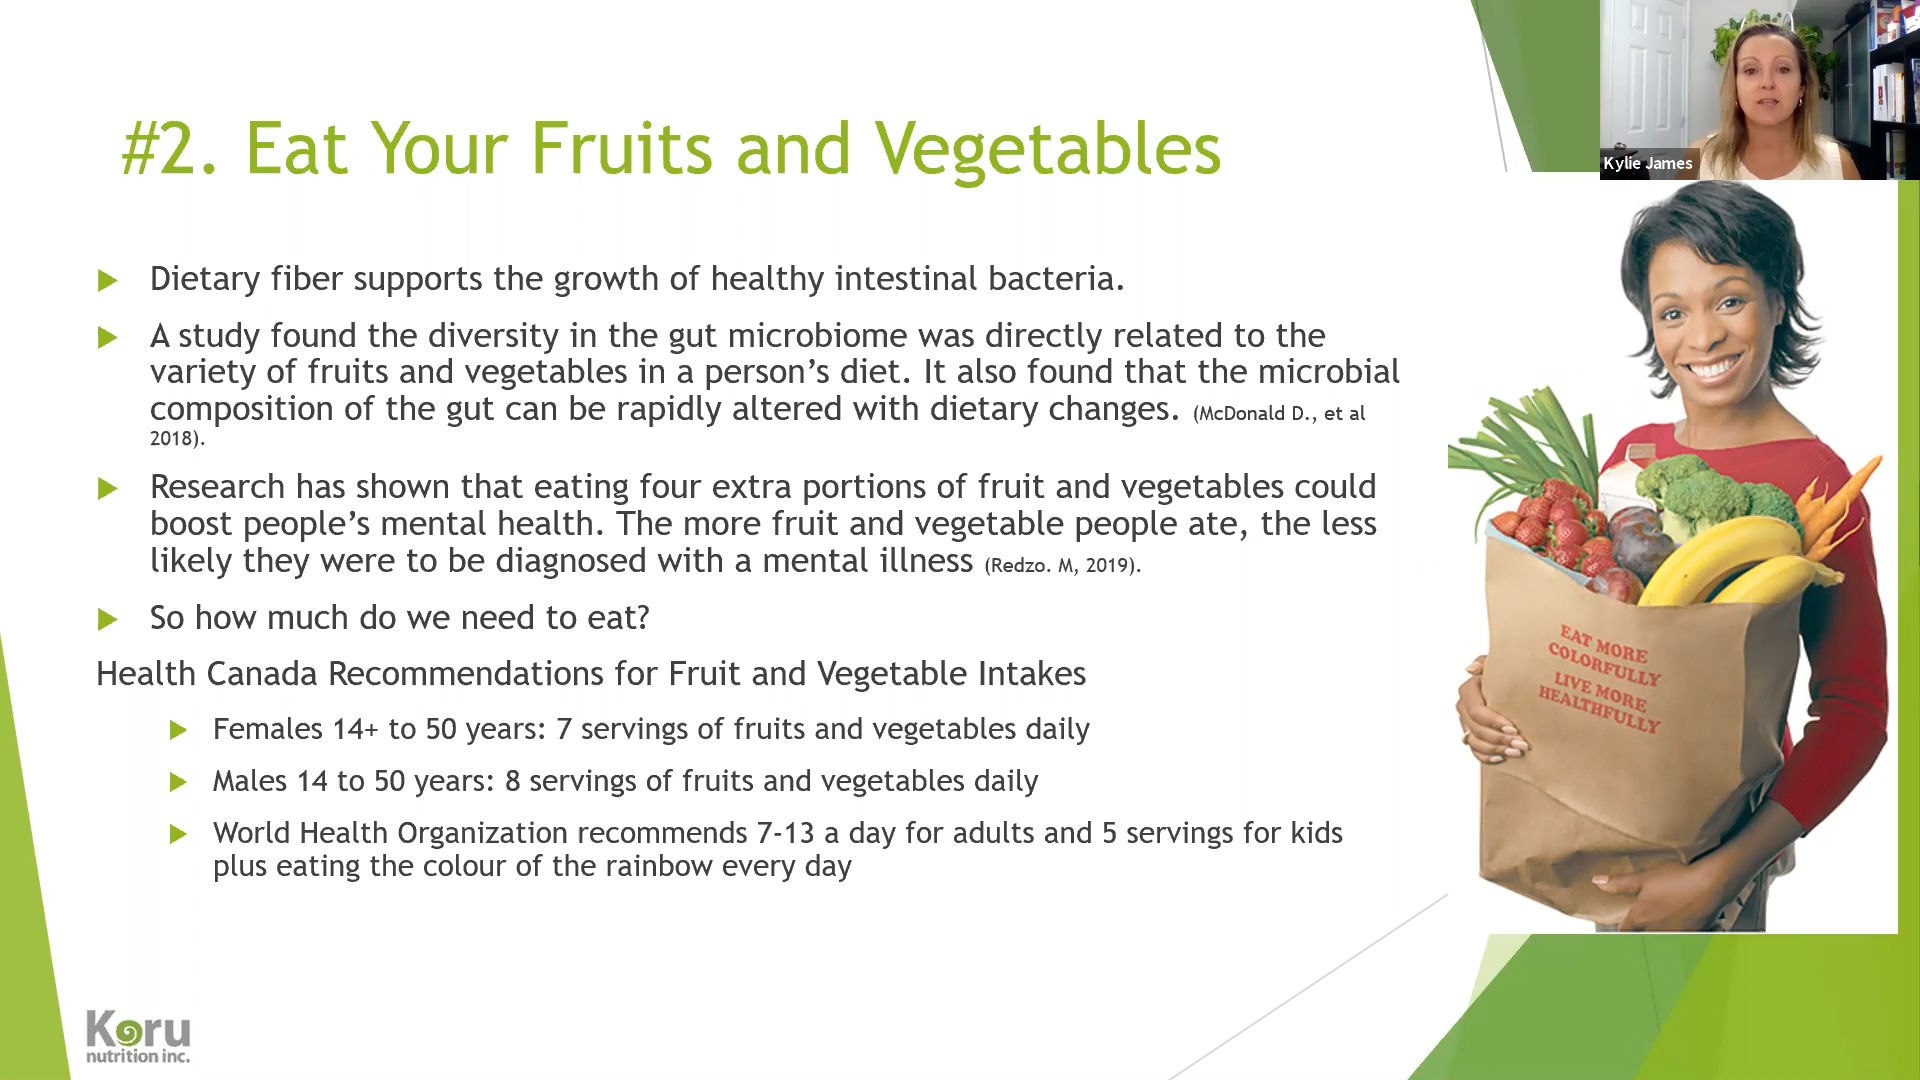 #2. Eat Your Fruits and Vegetables
Kylie James
Dietary fiber supports the growth of healthy intestinal bacteria.
A study found the diversity in the gut microbiome was directly related to the
variety of fruits and vegetables in a person’s diet. It also found that the microbial
composition of the gut can be rapidly altered with dietary changes. (McDonald D., et al
2018).
Research has shown that eating four extra portions of fruit and vegetables could
boost people’s mental health. The more fruit and vegetable people ate, the less
likely they were to be diagnosed with a mental illness (Redzo. M, 2019).
So how much do we need to eat?
Health Canada Recommendations for Fruit and Vegetable Intakes
Females 14+ to 50 years: 7 servings of fruits and vegetables daily
Males 14 to 50 years: 8 servings of fruits and vegetables daily
World Health Organization recommends 7-13 a day for adults and 5 servings for kids
plus eating the colour of the rainbow every day
EAT MORE
COLORFULLY
LIVE MORE
HEALTHFULLY
Koru
nutrition inc.